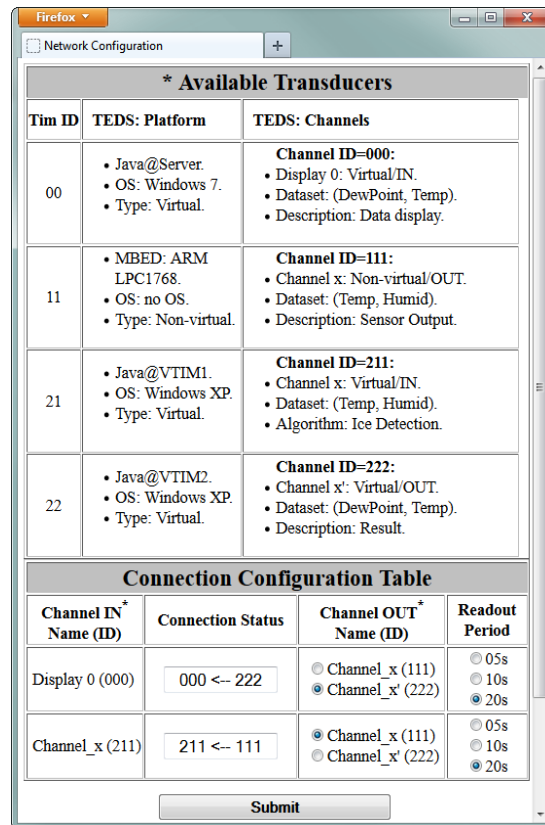 Firefox
Network Configuration
+
* Available Transducers
Tim ID TEDS: Platform TEDS: Channels
00
• Java@Server.
• OS: Windows 7.
• Type: Virtual.
Channel ID=000:
• Display 0: Virtual/IN.
• Dataset: (DewPoint, Temp).
• Description: Data display.
11
• MBED: ARM
LPC1768.
• OS: no OS.
• Type: Non-virtual.
Channel ID=111:
• Channel x: Non-virtual/OUT.
• Dataset: (Temp, Humid).
• Description: Sensor Output.
21
• Java@VTIM1.
• OS: Windows XP.
• Type: Virtual.
Channel ID=211:
• Channel x: Virtual/IN.
• Dataset: (Temp, Humid).
• Algorithm: Ice Detection.
22
• Java@VTIM2.
• OS: Windows XP.
• Type: Virtual.
Channel ID=222:
• Channel x': Virtual/OUT.
• Dataset: (DewPoint, Temp).
• Description: Result.
Connection Configuration Table
Channel IN*
Name (ID)
Connection Status
Channel OUT*
Name (ID)
Readout
Period
Display 0 (000)
000 <-- 222
Channel_x (111)
Channel_x' (222)
05s
10s
20s
Channel_x (211)
211 <-- 111
Channel_x (111)
Channel_x' (222)
05s
10s
20s
Submit